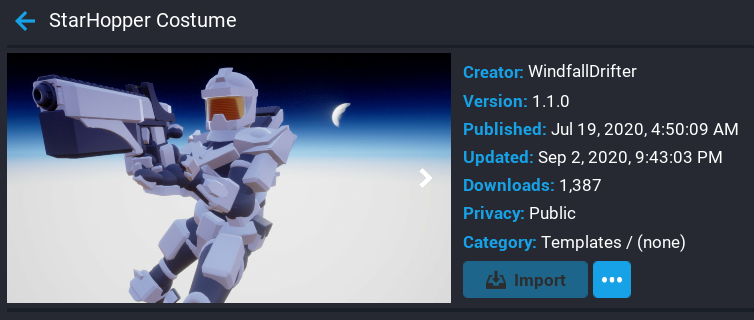 StarHopper Costume
Creator: WindfallDrifter
Version: 1.1.0
Published: Jul 19, 2020, 4:50:09 AM
Updated: Sep 2, 2020, 9:43:03 PM
Downloads: 1,387
Privacy: Public
Category: Templates / (none)
Import